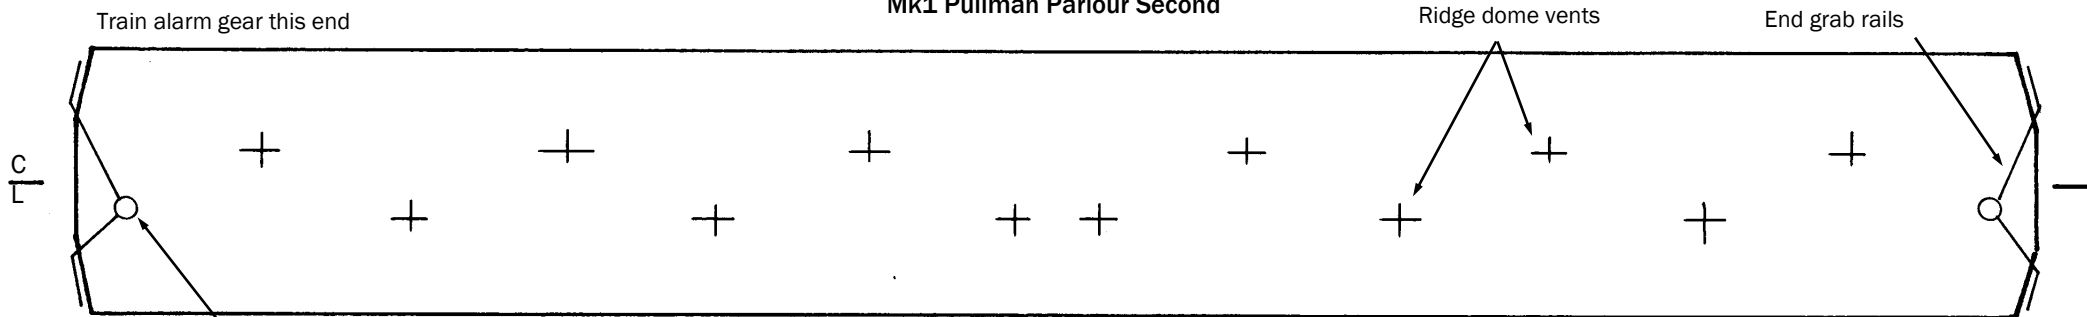 Mk1 Pullman Parlour Second
Train alarm gear this end
Ridge dome vents
End grab rails
C
L